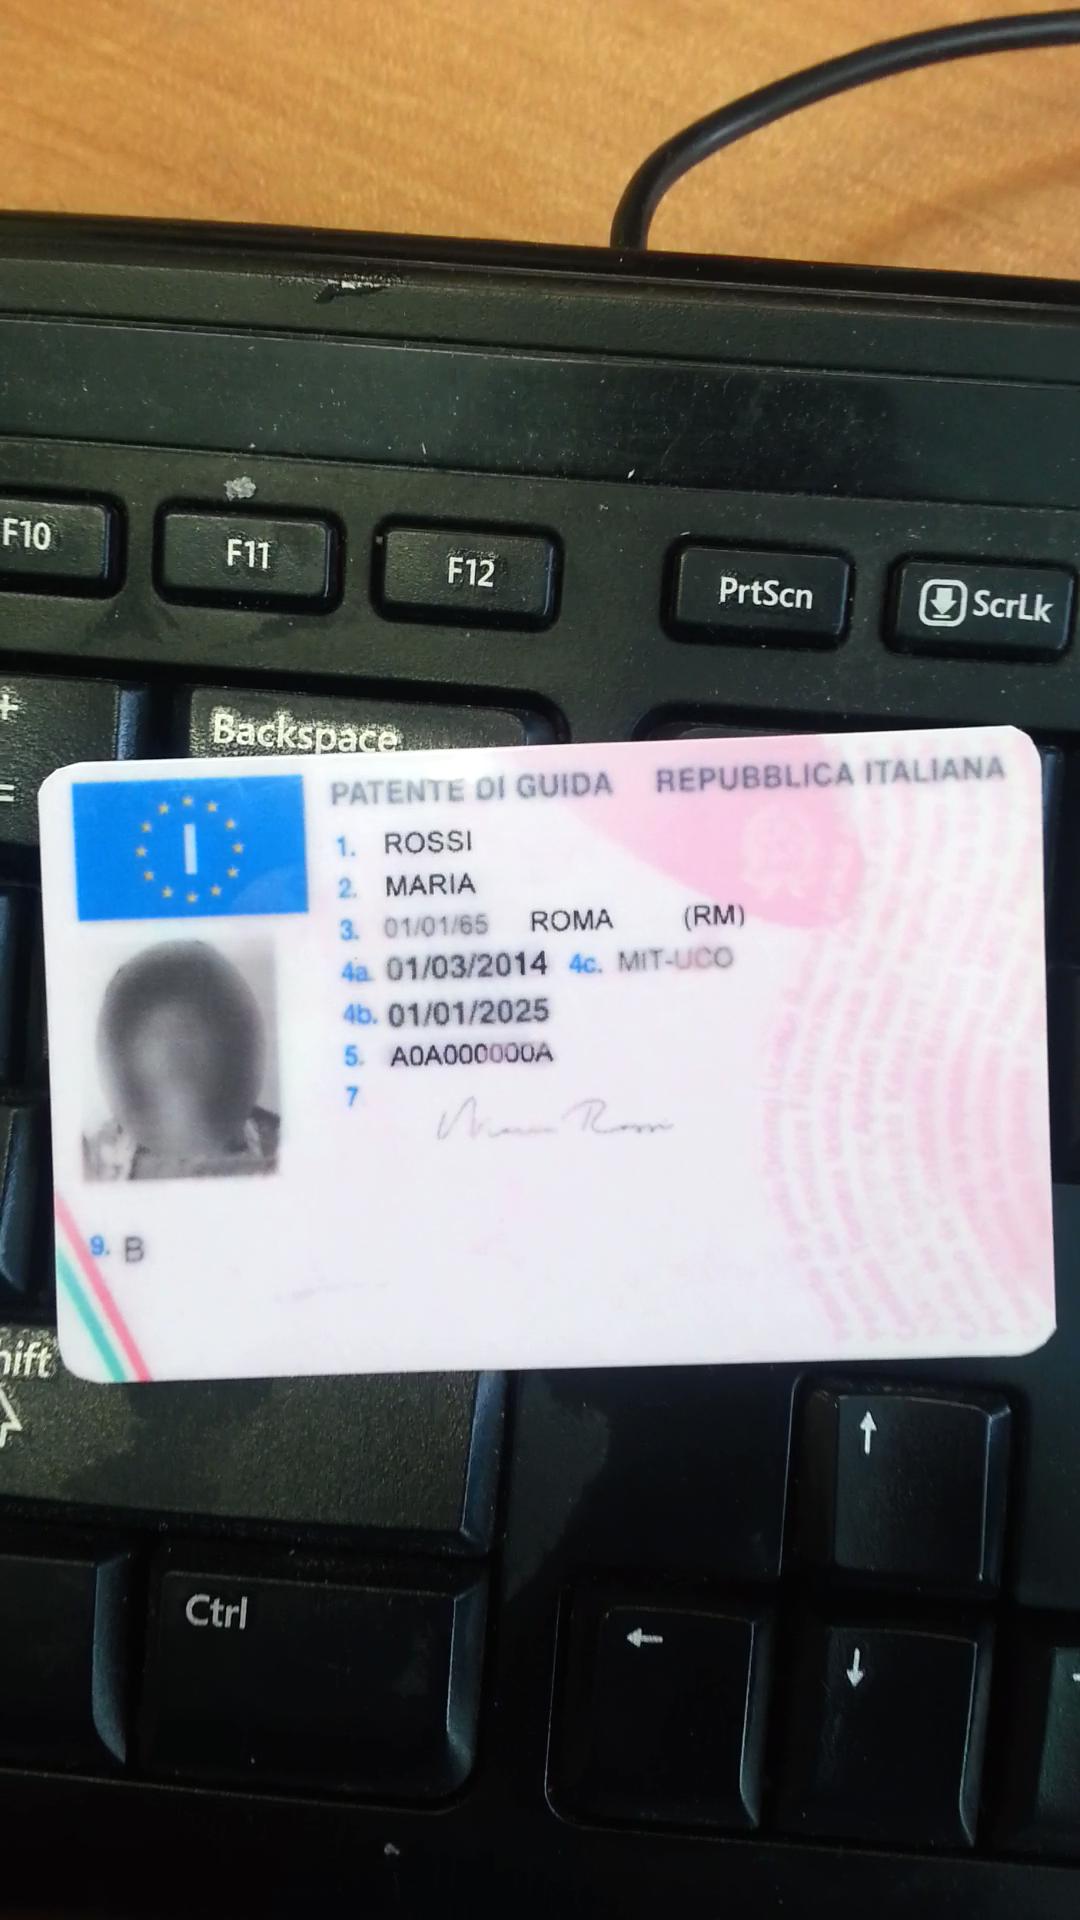 F10 F11 F12 PrtScn ScrLk
+
=
Backspace
I
PATENTE DI GUIDA REPUBBLICA ITALIANA
1. ROSSI
2. MARIA
3. 01/01/65 ROMA (RM)
4a. 01/03/2014 4c. MIT-UCO
4b. 01/01/2025
5. A0A000000A
7
Maria Rossi
9. B
hift
Ctrl